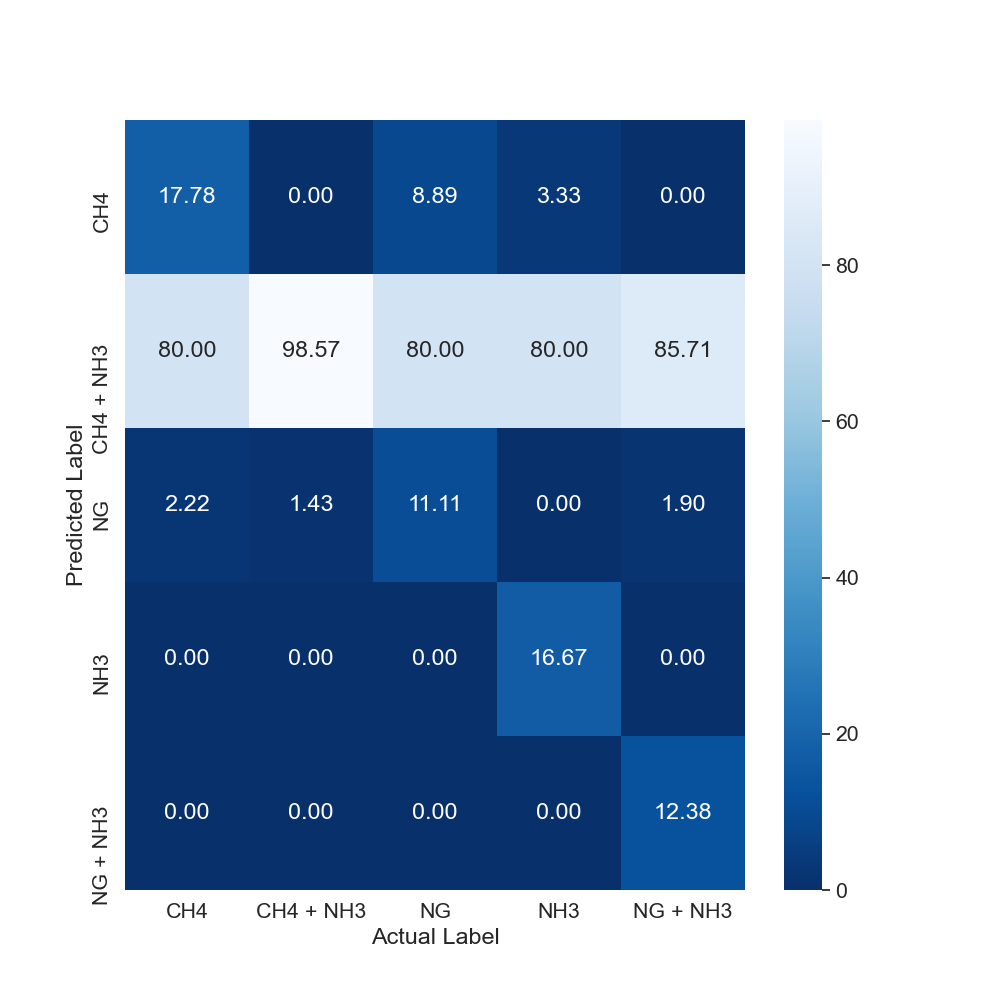 CH4 17.78 0.00 8.89 3.33 0.00
CH4 + NH3 80.00 98.57 80.00 80.00 85.71
NG 2.22 1.43 11.11 0.00 1.90
NH3 0.00 0.00 0.00 16.67 0.00
NG + NH3 0.00 0.00 0.00 0.00 12.38
Predicted Label
CH4 CH4 + NH3 NG NH3 NG + NH3
Actual Label
80
60
40
20
0